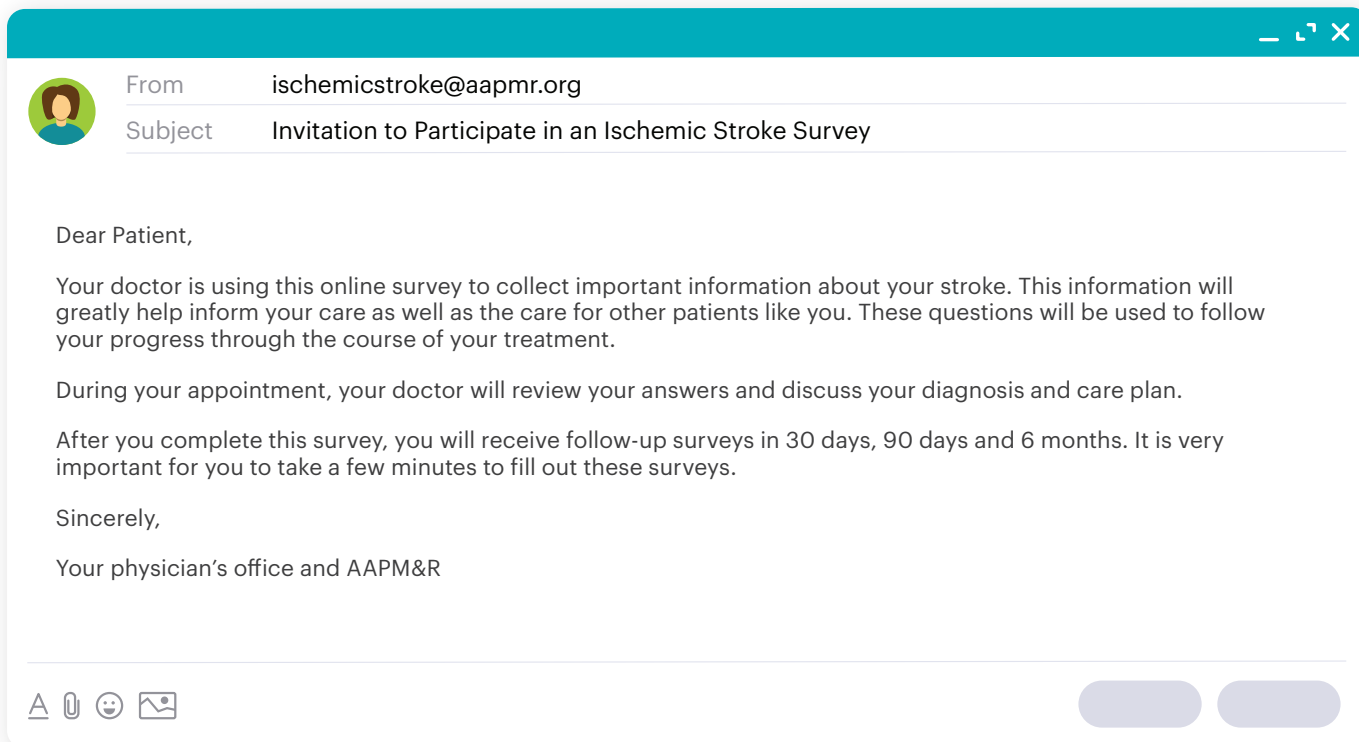 From ischemicstroke@aapmr.org
Subject Invitation to Participate in an Ischemic Stroke Survey
Dear Patient,
Your doctor is using this online survey to collect important information about your stroke. This information will
greatly help inform your care as well as the care for other patients like you. These questions will be used to follow
your progress through the course of your treatment.
During your appointment, your doctor will review your answers and discuss your diagnosis and care plan.
After you complete this survey, you will receive follow-up surveys in 30 days, 90 days and 6 months. It is very
important for you to take a few minutes to fill out these surveys.
Sincerely,
Your physician’s office and AAPM&R
A